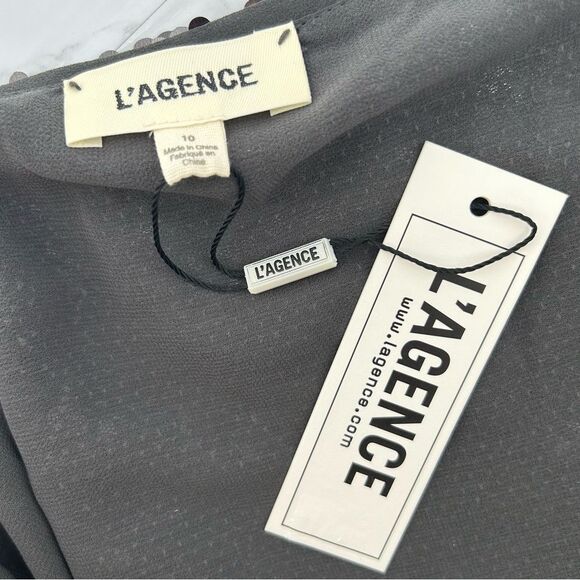 L'AGENCE
10
Made in China
Fabriqué en
Chine
L'AGENCE
L'AGENCE
www.lagence.com